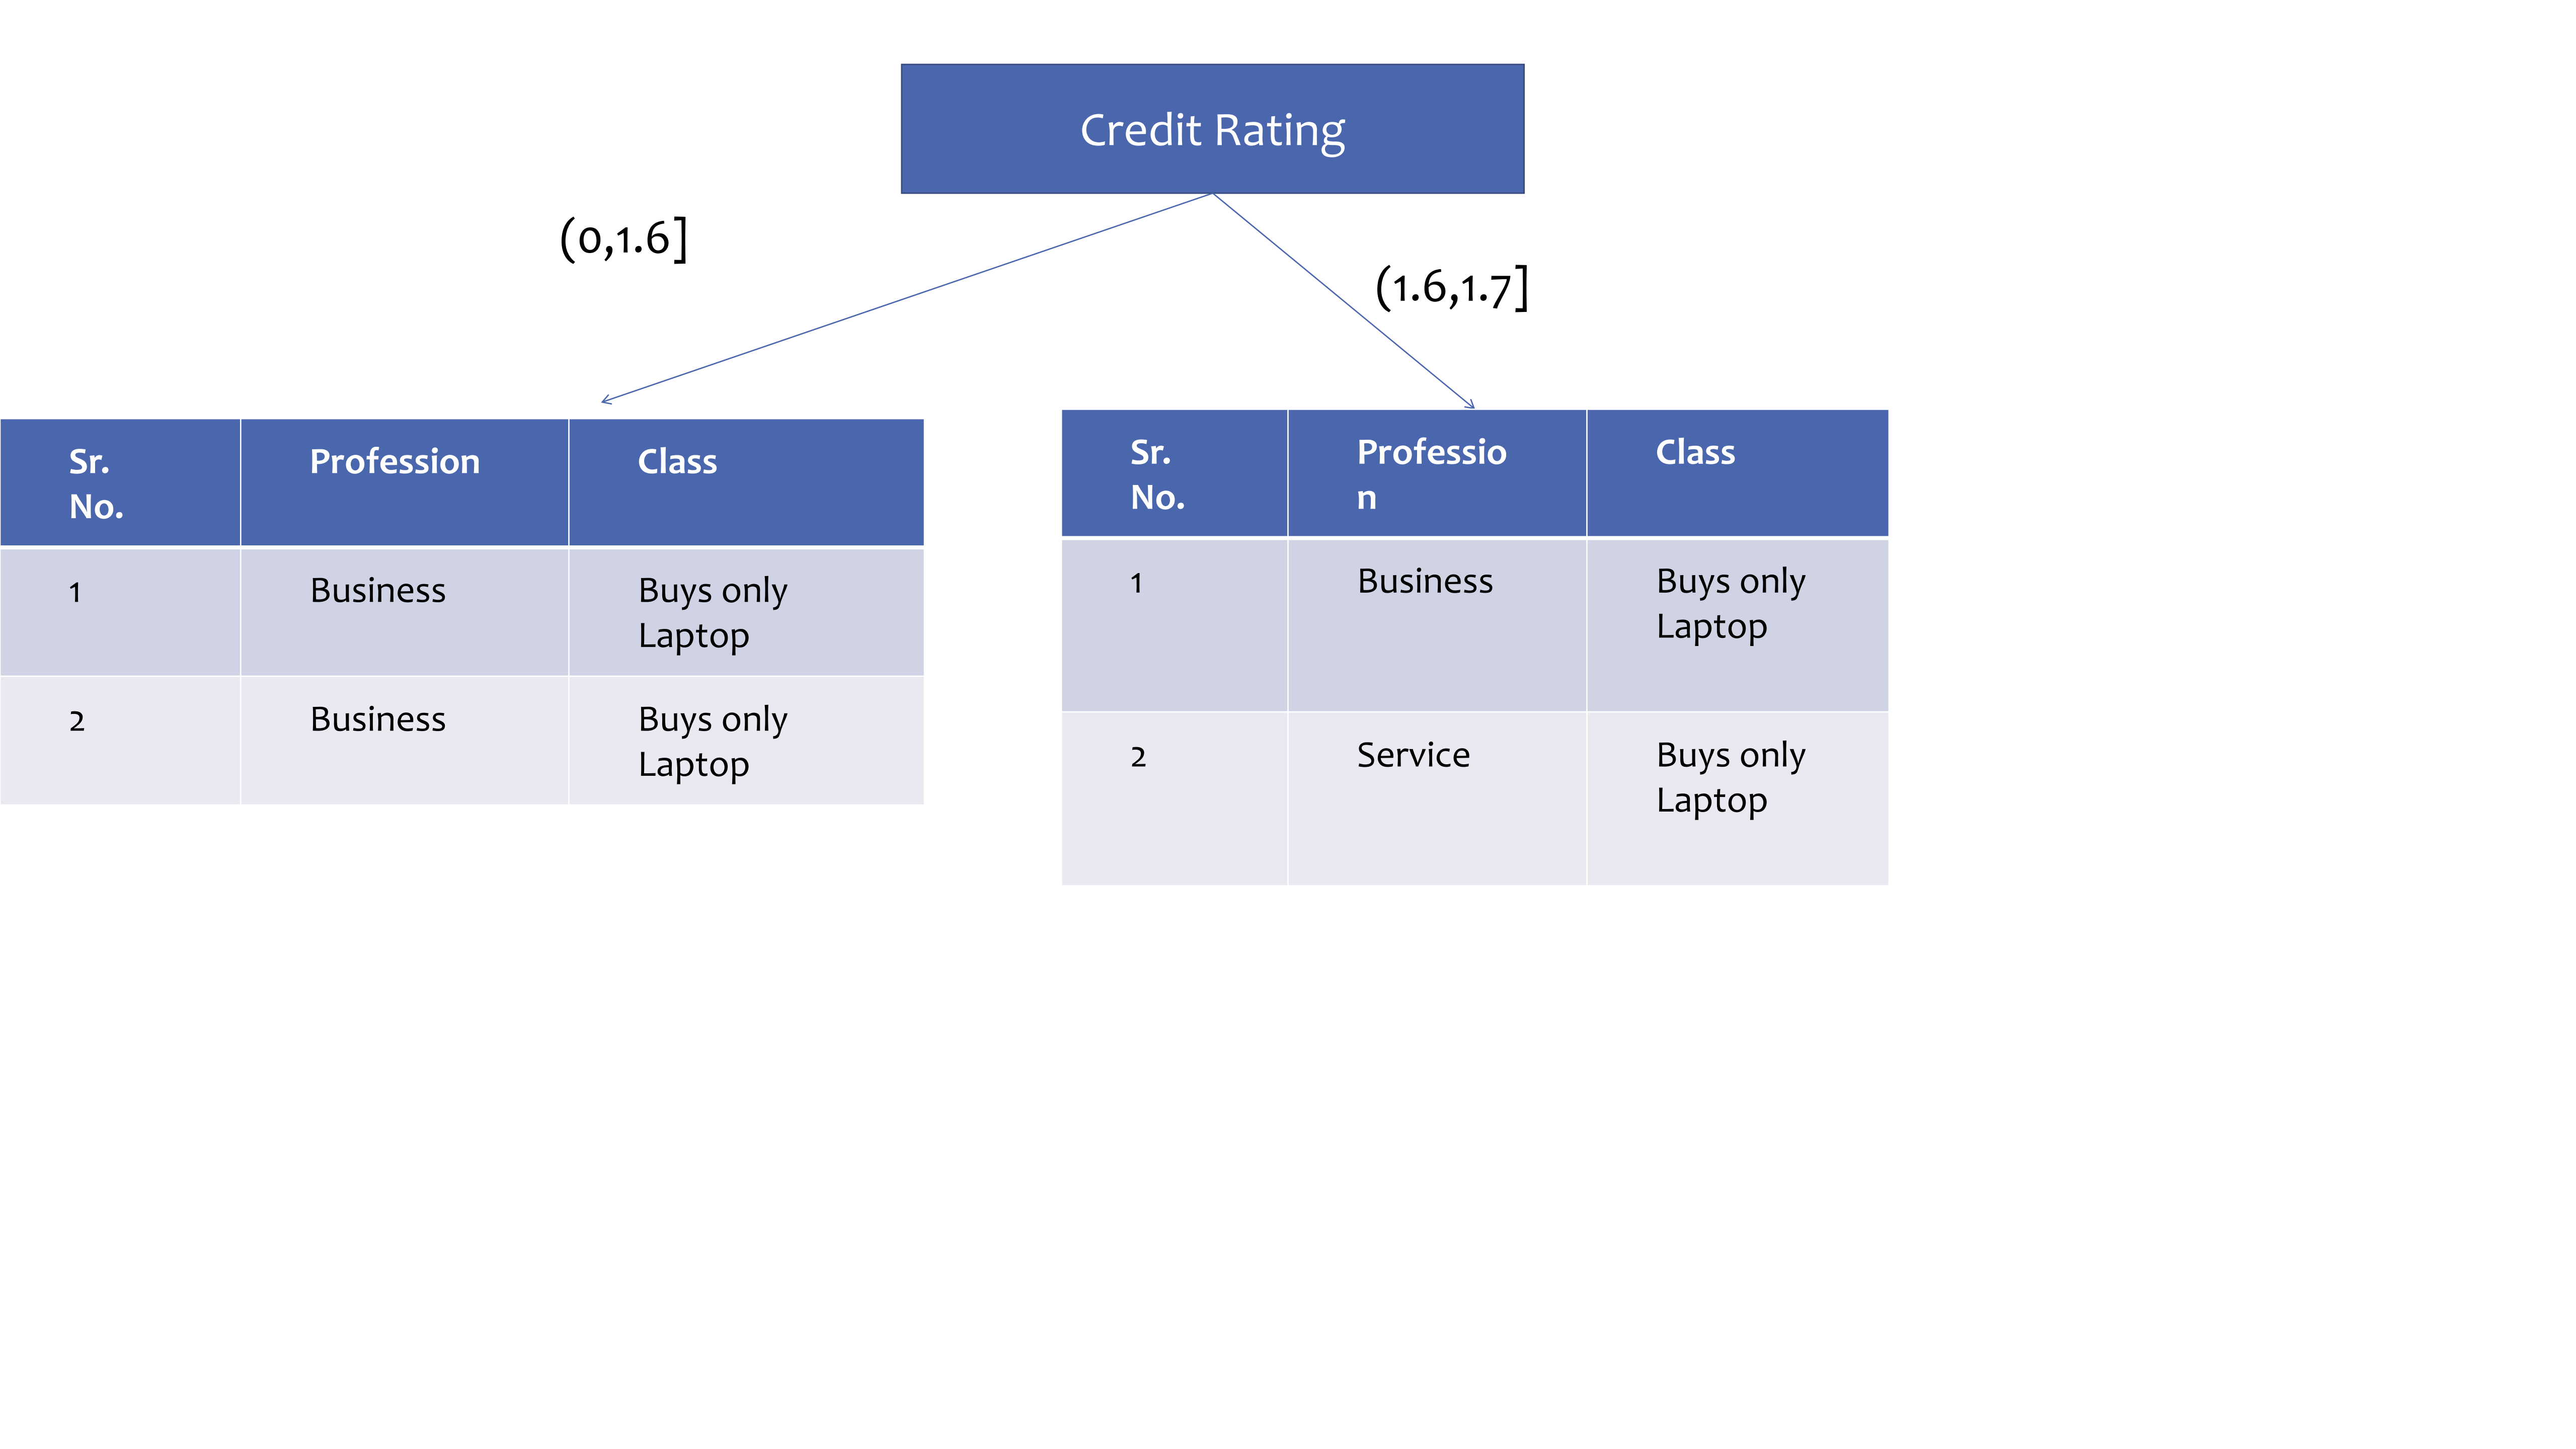 Credit Rating
(0,1.6]
(1.6,1.7]
Sr.
No.
Profession
Class
1
Business
Buys only
Laptop
2
Business
Buys only
Laptop
Sr.
No.
Professio
n
Class
1
Business
Buys only
Laptop
2
Service
Buys only
Laptop